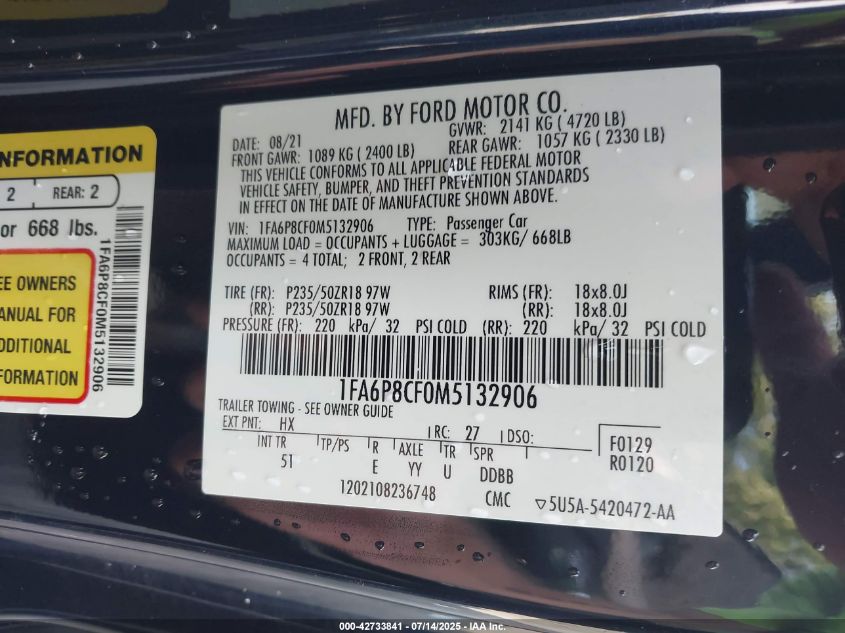 NFORMATION
2 REAR: 2
or 668 lbs.
EE OWNERS
ANUAL FOR
DDITIONAL
FORMATION
1FA6P8CF0M5132906
MFD. BY FORD MOTOR CO.
DATE: 08/21 GVWR: 2141 KG ( 4720 LB)
FRONT GAWR: 1089 KG ( 2400 LB) REAR GAWR: 1057 KG ( 2330 LB)
THIS VEHICLE CONFORMS TO ALL APPLICABLE FEDERAL MOTOR
VEHICLE SAFETY, BUMPER, AND THEFT PREVENTION STANDARDS
IN EFFECT ON THE DATE OF MANUFACTURE SHOWN ABOVE.
VIN: 1FA6P8CF0M5132906 TYPE: Passenger Car
MAXIMUM LOAD = OCCUPANTS + LUGGAGE = 303KG/ 668LB
OCCUPANTS = 4 TOTAL; 2 FRONT, 2 REAR
TIRE (FR): P235/50ZR18 97W RIMS (FR): 18x8.0J
(RR): P235/50ZR18 97W (RR): 18x8.0J
PRESSURE (FR): 220 kPa/ 32 PSI COLD (RR): 220 kPa/ 32 PSI COLD
1FA6P8CF0M5132906
TRAILER TOWING - SEE OWNER GUIDE
EXT PNT: HX RC: 27 DSO: F0129
INT TR TP/PS R AXLE TR SPR R0120
5I E YY U DDBB
1202108236748 CMC ▽5U5A-5420472-AA
000-42733841 - 07/14/2025 - IAA Inc.